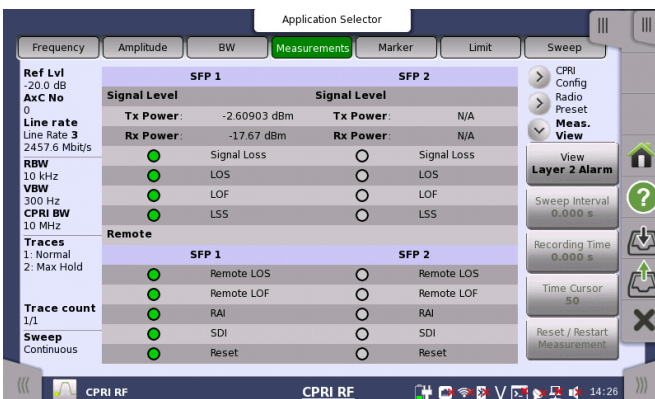 Application Selector
Frequency Amplitude BW Measurements Marker Limit Sweep
Ref Lvl
-20.0 dB
AxC No
0
Line rate
Line Rate 3
2457.6 Mbit/s
RBW
10 kHz
VBW
300 Hz
CPRI BW
10 MHz
Traces
1: Normal
2: Max Hold
Trace count
1/1
Sweep
Continuous
SFP 1 SFP 2
Signal Level Signal Level
Tx Power: -2.60903 dBm Tx Power: N/A
Rx Power: -17.67 dBm Rx Power: N/A
Signal Loss Signal Loss
LOS LOS
LOF LOF
LSS LSS
Remote
SFP 1 SFP 2
Remote LOS Remote LOS
Remote LOF Remote LOF
RAI RAI
SDI SDI
Reset Reset
CPRI
Config
Radio
Preset
Meas.
View
View
Layer 2 Alarm
Sweep Interval
0.000 s
Recording Time
0.000 s
Time Cursor
50
Reset / Restart
Measurement
CPRI RF CPRI RF V 14:26